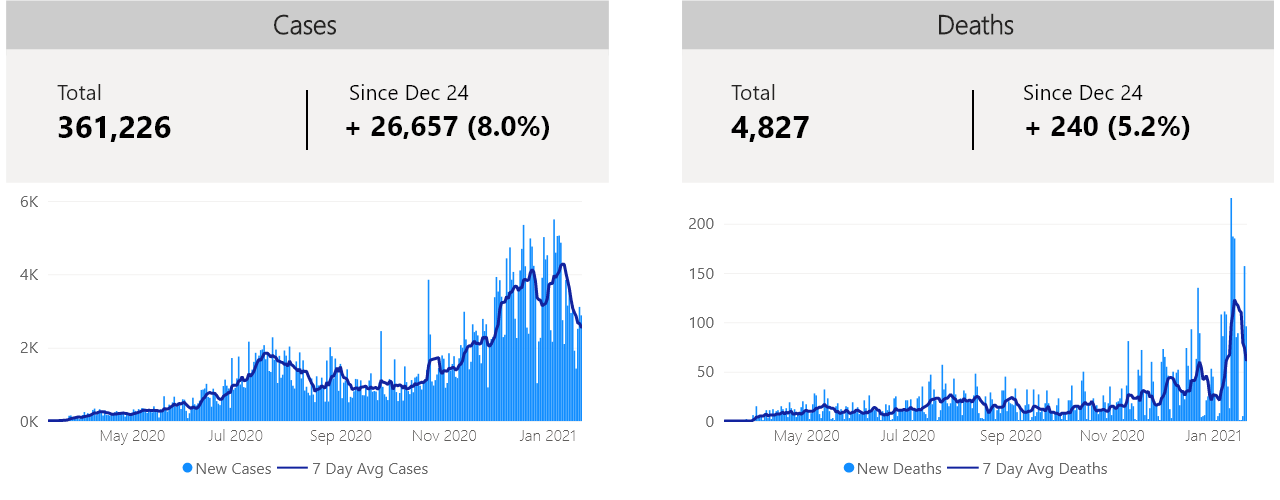 Cases
Total
Since Dec 24
361,226
+ 26,657 (8.0%)
6K
4K
2K
0K
May 2020
Jul 2020
Sep 2020
Nov 2020
Jan 2021
New Cases
7 Day Avg Cases
Deaths
Total
Since Dec 24
4,827
+ 240 (5.2%)
200
150
100
50
0
May 2020
Jul 2020
Sep 2020
Nov 2020
Jan 2021
New Deaths
7 Day Avg Deaths